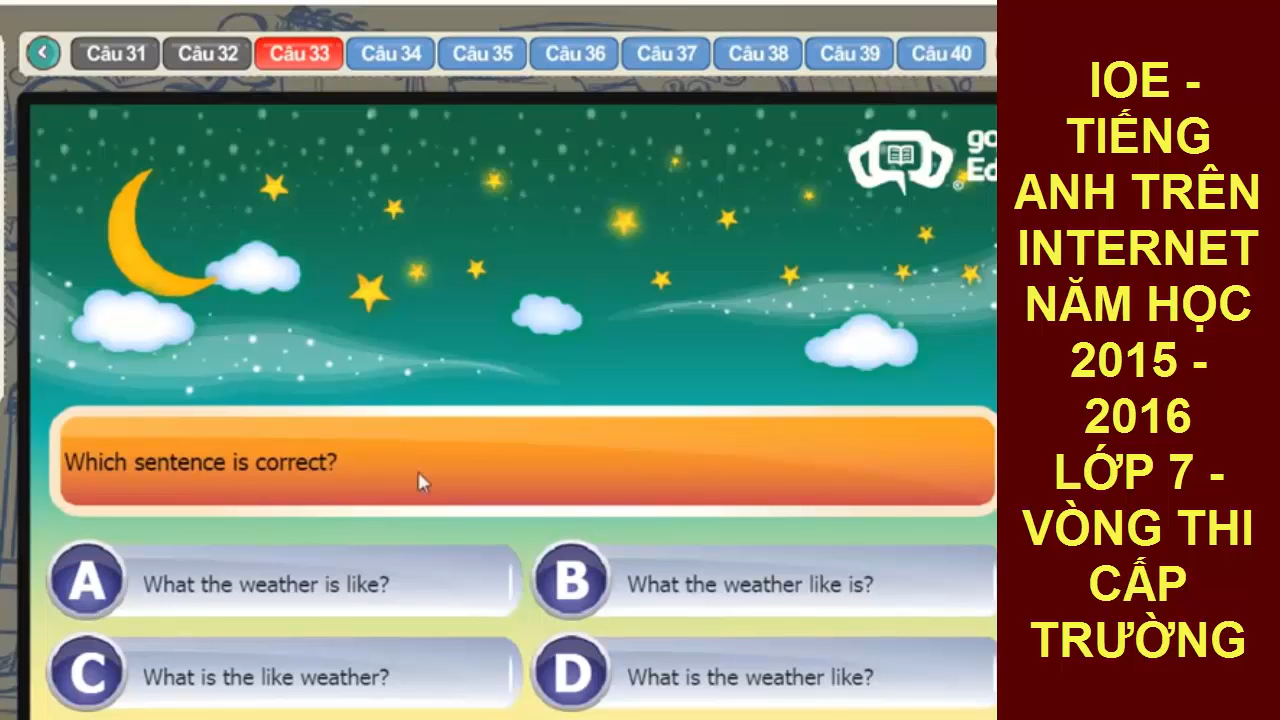 Câu 31 Câu 32 Câu 33 Câu 34 Câu 35 Câu 36 Câu 37 Câu 38 Câu 39 Câu 40
Which sentence is correct?
A What the weather is like?
B What the weather like is?
C What is the like weather?
D What is the weather like?
IOE -
TIẾNG
ANH TRÊN
INTERNET
NĂM HỌC
2015 -
2016
LỚP 7 -
VÒNG THI
CẤP
TRƯỜNG